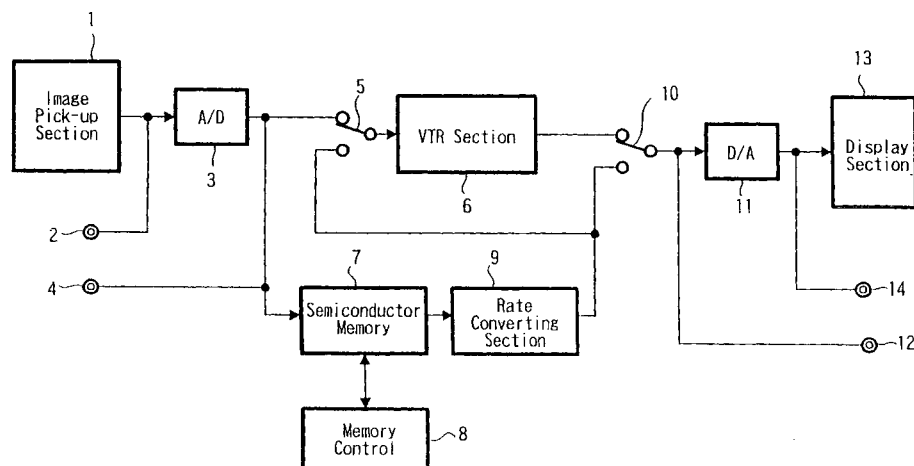 1
Image
Pick-up
Section
A/D
3
2
4
5
VTR Section
6
7
Semiconductor
Memory
9
Rate
Converting
Section
Memory
Control
8
10
D/A
11
13
Display
Section
14
12